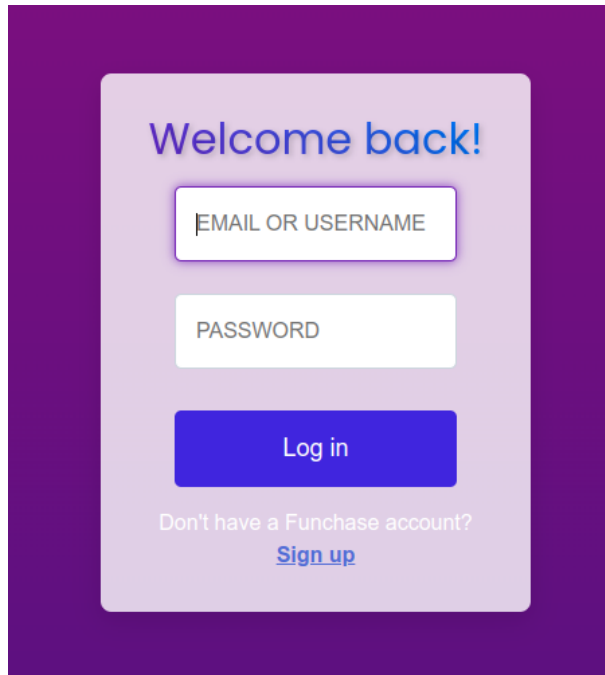 Welcome back!
EMAIL OR USERNAME
PASSWORD
Log in
Don't have a Funchase account?
Sign up